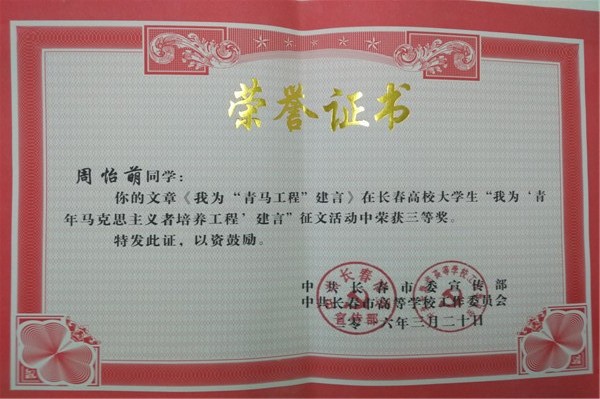 荣誉证书
周怡萌同学：
你的文章《我为“青马工程”建言》在长春高校大学生“我为‘青
年马克思主义者培养工程’建言”征文活动中荣获三等奖。
特发此证，以资鼓励。
中共长春市委宣传部
中共长春市高等学校工作委员会
二〇一六年三月二十日
宣传部